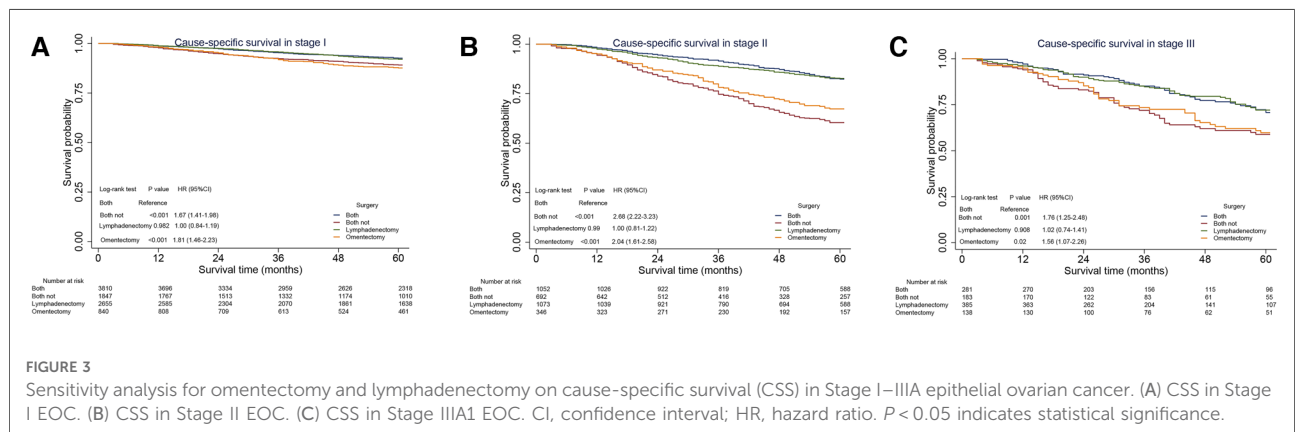 A
Cause-specific survival in stage I
Survival probability
1.00
0.75
0.50
0.25
0.00
Log-rank test P value HR (95%CI)
Both Reference
Both not <0.001 1.67 (1.41-1.98)
Lymphadenectomy 0.982 1.00 (0.84-1.19)
Omentectomy <0.001 1.81 (1.46-2.23)
Surgery
Both
Both not
Lymphadenectomy
Omentectomy
0 12 24 36 48 60
Survival time (months)
Number at risk
Both 3810 3696 3334 2959 2626 2318
Both not 1847 1767 1513 1332 1174 1010
Lymphadenectomy 2655 2585 2304 2070 1861 1638
Omentectomy 840 808 709 613 524 461
B
Cause-specific survival in stage II
Survival probability
1.00
0.75
0.50
0.25
0.00
Log-rank test P value HR (95%CI)
Both Reference
Both not <0.001 2.68 (2.22-3.23)
Lymphadenectomy 0.99 1.00 (0.81-1.22)
Omentectomy <0.001 2.04 (1.61-2.58)
Surgery
Both
Both not
Lymphadenectomy
Omentectomy
0 12 24 36 48 60
Survival time (months)
Number at risk
Both 1052 1026 922 819 705 588
Both not 692 642 512 416 328 257
Lymphadenectomy 1073 1039 921 790 694 588
Omentectomy 346 323 271 230 192 157
C
Cause-specific survival in stage III
Survival probability
1.00
0.75
0.50
0.25
0.00
Log-rank test P value HR (95%CI)
Both Reference
Both not 0.001 1.76 (1.25-2.48)
Lymphadenectomy 0.908 1.02 (0.74-1.41)
Omentectomy 0.02 1.56 (1.07-2.26)
Surgery
Both
Both not
Lymphadenectomy
Omentectomy
0 12 24 36 48 60
Survival time (months)
Number at risk
Both 281 270 203 156 115 96
Both not 183 170 122 83 61 55
Lymphadenectomy 385 363 262 204 141 107
Omentectomy 138 130 100 76 62 51
FIGURE 3
Sensitivity analysis for omentectomy and lymphadenectomy on cause-specific survival (CSS) in Stage I–IIIA epithelial ovarian cancer. (A) CSS in Stage
I EOC. (B) CSS in Stage II EOC. (C) CSS in Stage IIIA1 EOC. CI, confidence interval; HR, hazard ratio. P < 0.05 indicates statistical significance.